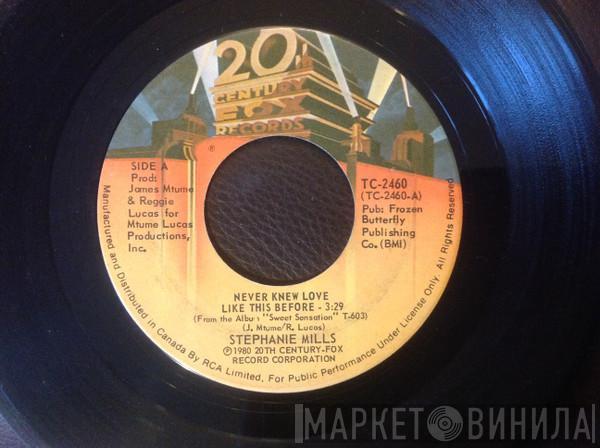 20th
CENTURY
FOX
RECORDS
®
SIDE A
Prod:
James Mtume
& Reggie
Lucas for
Mtume Lucas
Productions,
Inc.
TC-2460
(TC-2460-A)
Pub: Frozen
Butterfly
Publishing
Co. (BMI)
NEVER KNEW LOVE
LIKE THIS BEFORE - 3:29
(From the Album "Sweet Sensation" T-603)
(J. Mtume/R. Lucas)
STEPHANIE MILLS
℗1980 20TH CENTURY-FOX
RECORD CORPORATION
Manufactured and Distributed in Canada By RCA Limited, For Public Performance Under License Only. All Rights Reserved
МАРКЕТ ВИНИЛА